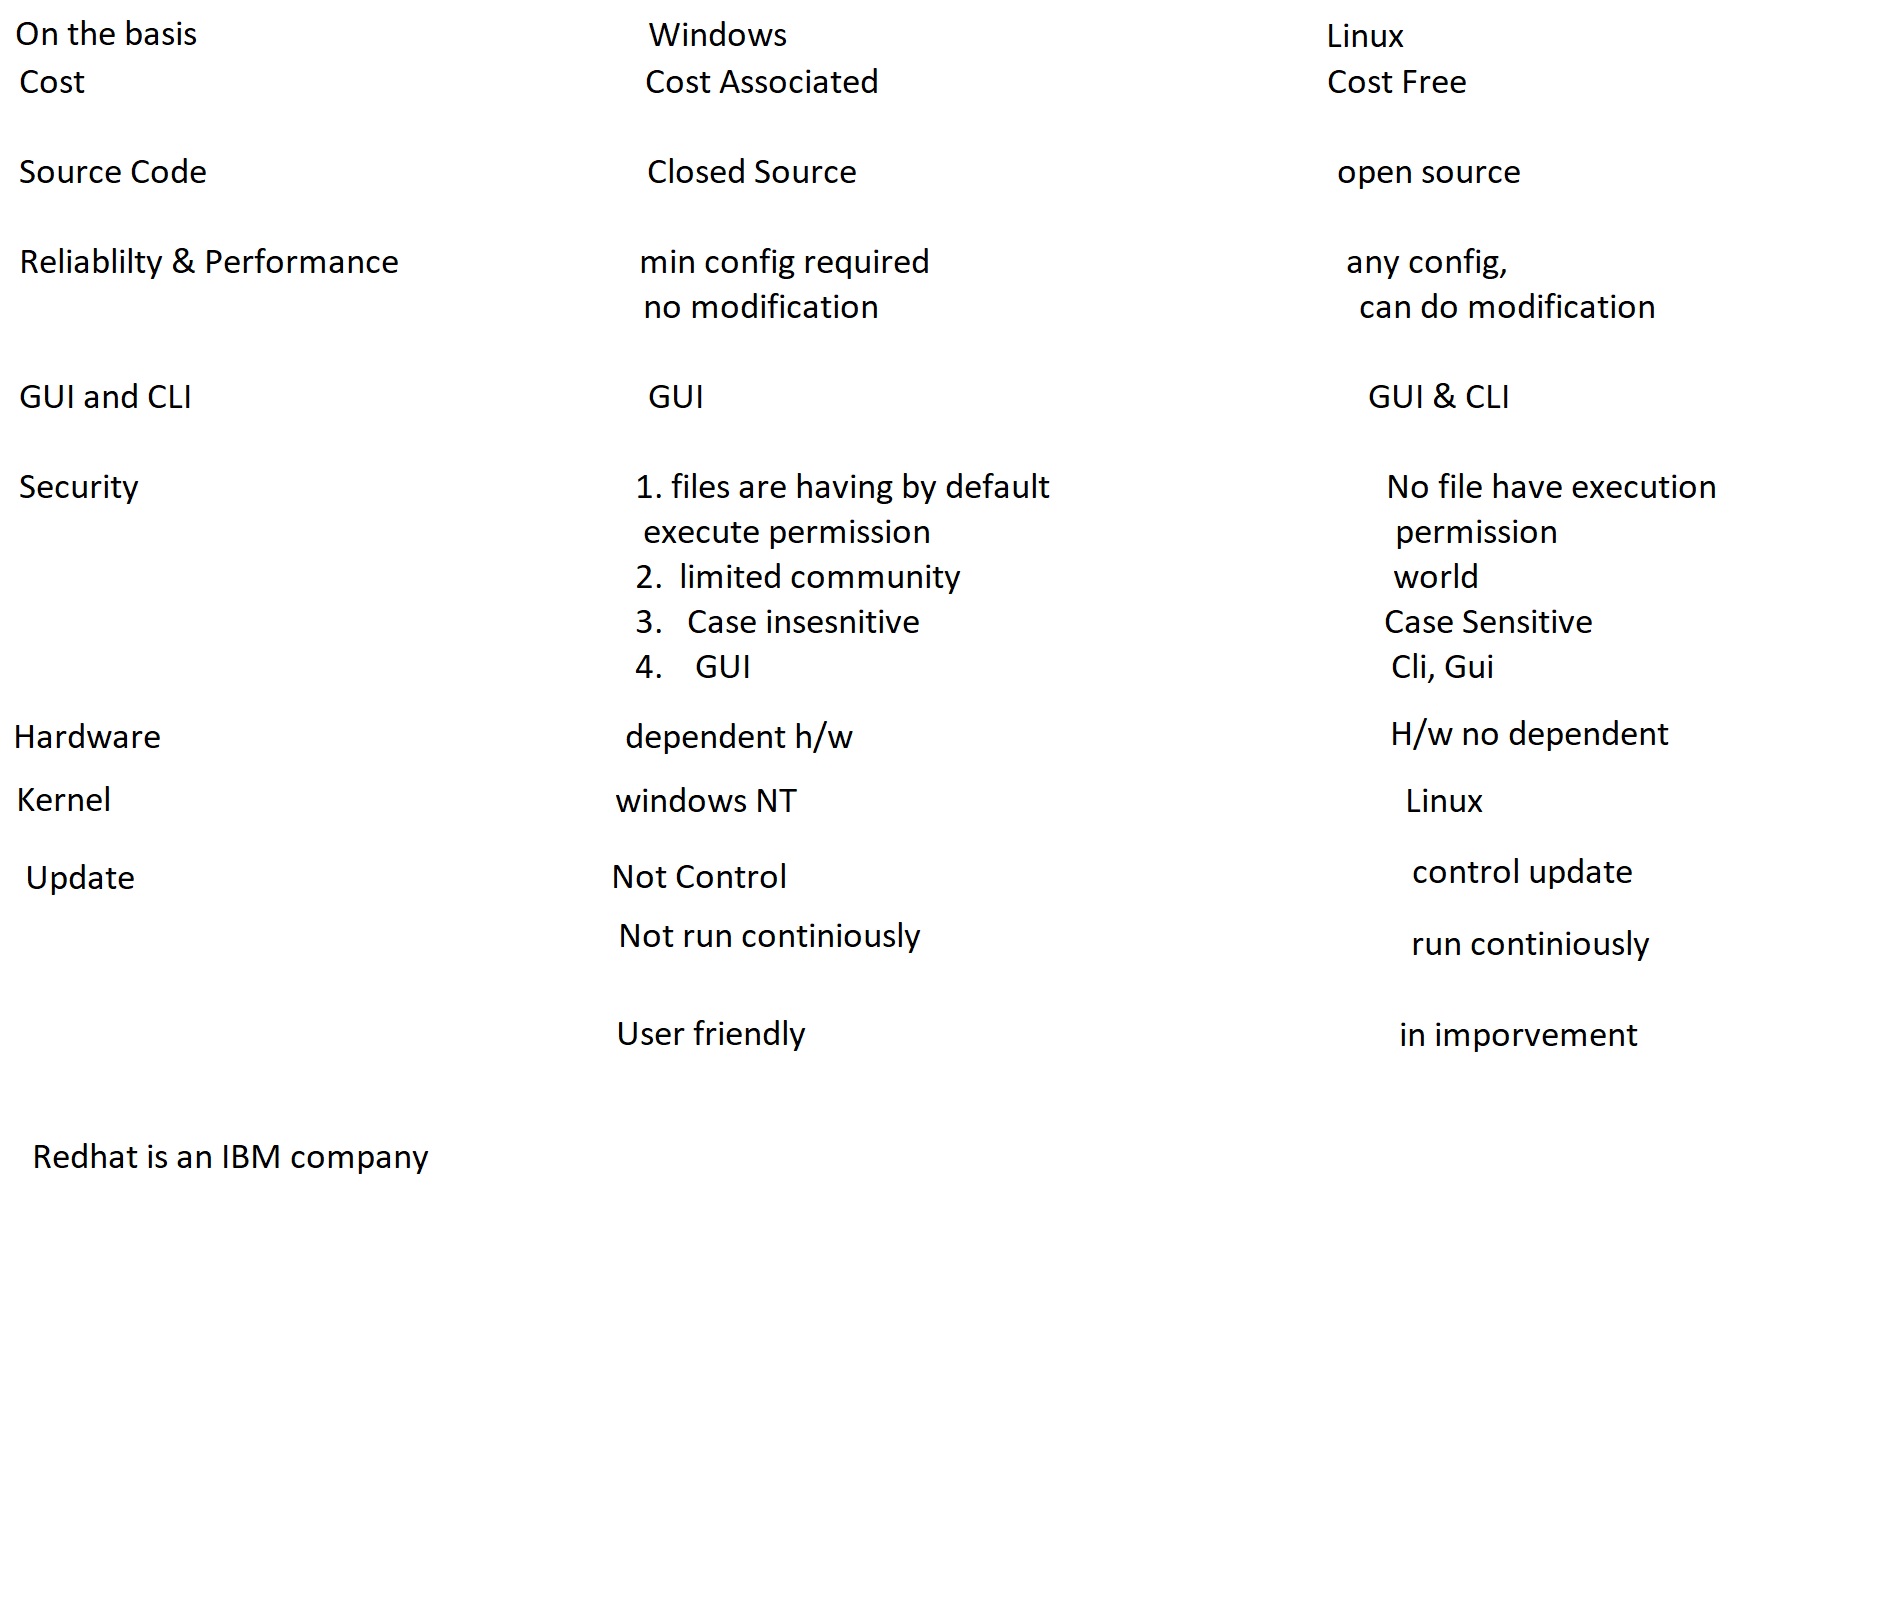 On the basis Windows Linux
Cost Cost Associated Cost Free
Source Code Closed Source open source
Reliablilty & Performance min config required any config,
no modification can do modification
GUI and CLI GUI GUI & CLI
Security 1. files are having by default No file have execution
execute permission permission
2. limited community world
3. Case insesnitive Case Sensitive
4. GUI Cli, Gui
Hardware dependent h/w H/w no dependent
Kernel windows NT Linux
Update Not Control control update
Not run continiously run continiously
User friendly in imporvement
Redhat is an IBM company